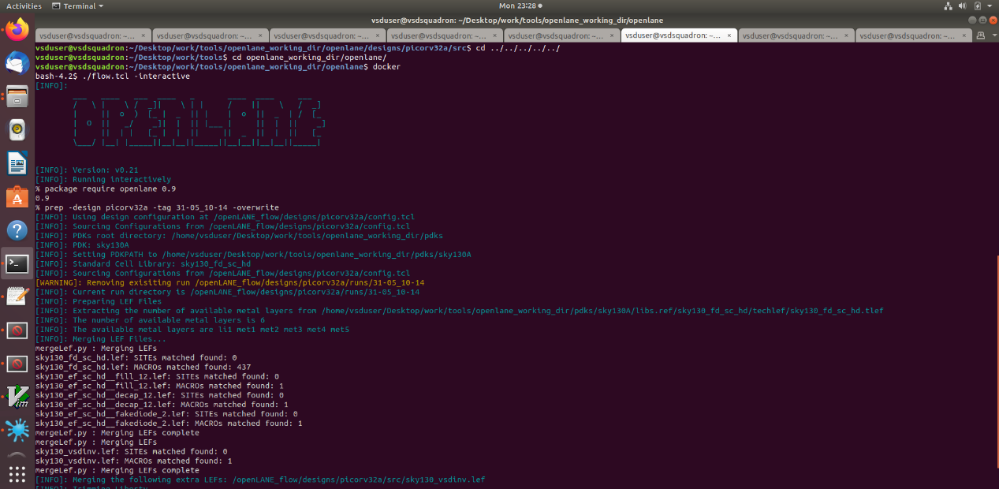 Activities
Terminal
Mon 23:28
vsduser@vsdsquadron: ~/Desktop/work/tools/openlane_working_dir/openlane
vsduser@vsdsquadron: ~...
vsduser@vsdsquadron: ~...
vsduser@vsdsquadron: ~...
vsduser@vsdsquadron: ~...
vsduser@vsdsquadron: ~...
vsduser@vsdsquadron: ~...
vsduser@vsdsquadron: ~...
vsduser@vsdsquadron: ~...
vsduser@vsdsquadron:~/Desktop/work/tools/openlane_working_dir/openlane/designs/picorv32a/src$ cd ../../../../../
vsduser@vsdsquadron:~/Desktop/work/tools$ cd openlane_working_dir/openlane/
vsduser@vsdsquadron:~/Desktop/work/tools/openlane_working_dir/openlane$ docker
bash-4.2$ ./flow.tcl -interactive
[INFO]:
[INFO]: Version: v0.21
[INFO]: Running interactively
% package require openlane 0.9
0.9
% prep -design picorv32a -tag 31-05_10-14 -overwrite
[INFO]: Using design configuration at /openLANE_flow/designs/picorv32a/config.tcl
[INFO]: Sourcing Configurations from /openLANE_flow/designs/picorv32a/config.tcl
[INFO]: PDKs root directory: /home/vsduser/Desktop/work/tools/openlane_working_dir/pdks
[INFO]: PDK: sky130A
[INFO]: Setting PDKPATH to /home/vsduser/Desktop/work/tools/openlane_working_dir/pdks/sky130A
[INFO]: Standard Cell Library: sky130_fd_sc_hd
[INFO]: Sourcing Configurations from /openLANE_flow/designs/picorv32a/config.tcl
[WARNING]: Removing exisiting run /openLANE_flow/designs/picorv32a/runs/31-05_10-14
[INFO]: Current run directory is /openLANE_flow/designs/picorv32a/runs/31-05_10-14
[INFO]: Preparing LEF Files
[INFO]: Extracting the number of available metal layers from /home/vsduser/Desktop/work/tools/openlane_working_dir/pdks/sky130A/libs.ref/sky130_fd_sc_hd/techlef/sky130_fd_sc_hd.tlef
[INFO]: The number of available metal layers is 6
[INFO]: The available metal layers are li1 met1 met2 met3 met4 met5
[INFO]: Merging LEF Files...
mergeLef.py : Merging LEFs
sky130_fd_sc_hd.lef: SITEs matched found: 0
sky130_fd_sc_hd.lef: MACROs matched found: 437
sky130_ef_sc_hd__fill_12.lef: SITEs matched found: 0
sky130_ef_sc_hd__fill_12.lef: MACROs matched found: 1
sky130_ef_sc_hd__decap_12.lef: SITEs matched found: 0
sky130_ef_sc_hd__decap_12.lef: MACROs matched found: 1
sky130_ef_sc_hd__fakediode_2.lef: SITEs matched found: 0
sky130_ef_sc_hd__fakediode_2.lef: MACROs matched found: 1
mergeLef.py : Merging LEFs complete
mergeLef.py : Merging LEFs
sky130_vsdinv.lef: SITEs matched found: 0
sky130_vsdinv.lef: MACROs matched found: 1
mergeLef.py : Merging LEFs complete
[INFO]: Merging the following extra LEFs: /openLANE_flow/designs/picorv32a/src/sky130_vsdinv.lef
[INFO]: Trimming Liberty